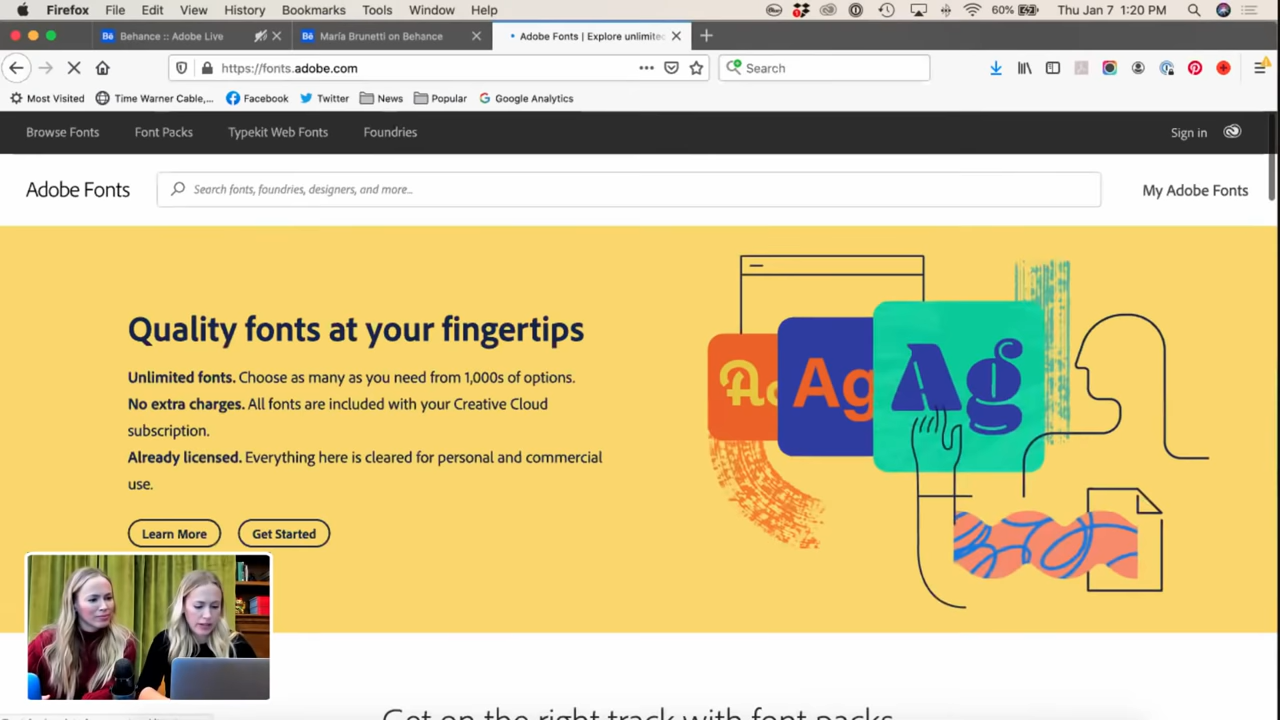 Firefox File Edit View History Bookmarks Tools Window Help 60% Thu Jan 7 1:20 PM
Bē Behance :: Adobe Live Bē María Brunetti on Behance Adobe Fonts | Explore unlimite
https://fonts.adobe.com Search
Most Visited Time Warner Cable,... Facebook Twitter News Popular Google Analytics
Browse Fonts Font Packs Typekit Web Fonts Foundries Sign in
Adobe Fonts Search fonts, foundries, designers, and more... My Adobe Fonts
Quality fonts at your fingertips
Unlimited fonts. Choose as many as you need from 1,000s of options.
No extra charges. All fonts are included with your Creative Cloud
subscription.
Already licensed. Everything here is cleared for personal and commercial
use.
Learn More Get Started
Ag Ag
Get on the right track with font packs